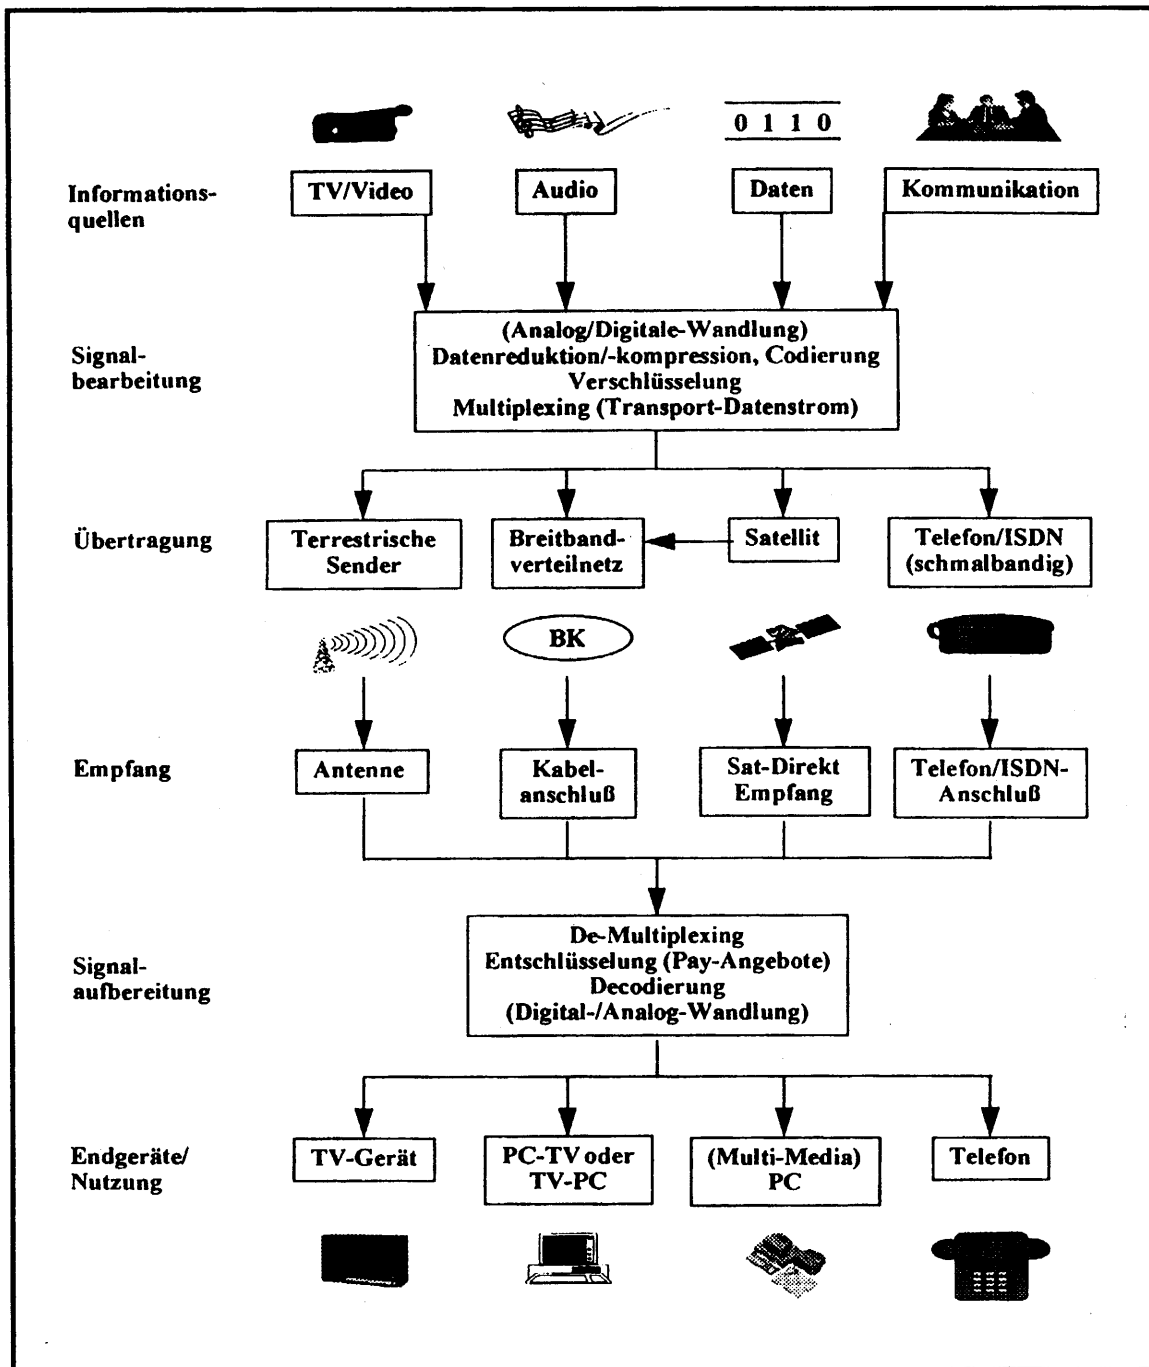 0 1 1 0
Informations-
quellen
TV/Video
Audio
Daten
Kommunikation
Signal-
bearbeitung
(Analog/Digitale-Wandlung)
Datenreduktion/-kompression, Codierung
Verschlüsselung
Multiplexing (Transport-Datenstrom)
Übertragung
Terrestrische
Sender
Breitband-
verteilnetz
Satellit
Telefon/ISDN
(schmalbandig)
BK
Empfang
Antenne
Kabel-
anschluß
Sat-Direkt
Empfang
Telefon/ISDN-
Anschluß
Signal-
aufbereitung
De-Multiplexing
Entschlüsselung (Pay-Angebote)
Decodierung
(Digital-/Analog-Wandlung)
Endgeräte/
Nutzung
TV-Gerät
PC-TV oder
TV-PC
(Multi-Media)
PC
Telefon